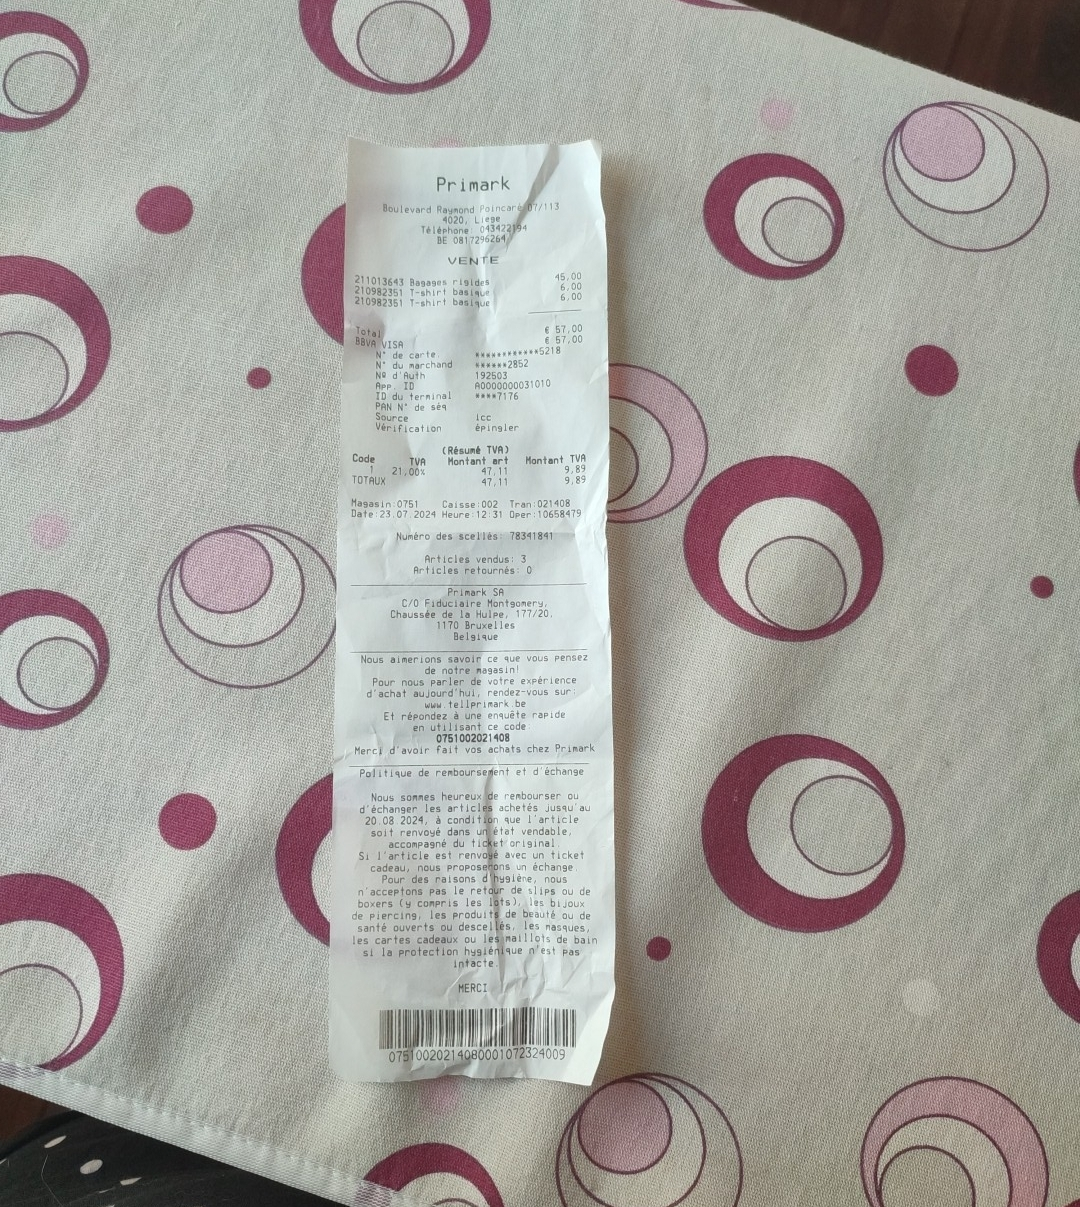 Primark
Boulevard Raymond Poincaré 07/113
4020, Liege
Téléphone: 043422194
BE 0817296264
VENTE
211013643 Bagages rigides 45.00
210982351 T-shirt basique 6.00
210982351 T-shirt basique 6.00
Total € 57,00
BBVA VISA € 57,00
N° de carte. ************5218
N° du marchand ******2852
Nº d'Auth 192503
App. ID A0000000031010
ID du terminal ****7176
PAN N° de séq
Source icc
Vérification épingler
(Résumé TVA)
Code TVA Montant art Montant TVA
1 21.00% 47.11 9.89
TOTAUX 47.11 9.89
Magasin:0751 Caisse:002 Tran:021408
Date:23.07.2024 Heure:12:31 Oper:10658479
Numéro des scellés: 78341841
Articles vendus: 3
Articles retournés: 0
Primark SA
C/O Fiduciaire Montgomery,
Chaussée de la Hulpe, 177/20,
1170 Bruxelles
Belgique
Nous aimerions savoir ce que vous pensez
de notre magasin!
Pour nous parler de votre expérience
d'achat aujourd'hui, rendez-vous sur:
www.tellprimark.be
Et répondez à une enquête rapide
en utilisant ce code
0751002021408
Merci d'avoir fait vos achats chez Primark
Politique de remboursement et d'échange
Nous sommes heureux de rembourser ou
d'échanger les articles achetés jusqu'au
20.08.2024, à condition que l'article
soit renvoyé dans un état vendable,
accompagné du ticket original.
Si l'article est renvoyé avec un ticket
cadeau, nous proposerons un échange.
Pour des raisons d'hygiène, nous
n'acceptons pas le retour de slips ou de
boxers (y compris les lots), les bijoux
de piercing, les produits de beauté ou de
santé ouverts ou descellés, les masques,
les cartes cadeaux ou les maillots de bain
si la protection hygiénique n'est pas
intacte.
MERCI
07510020214080001072324009